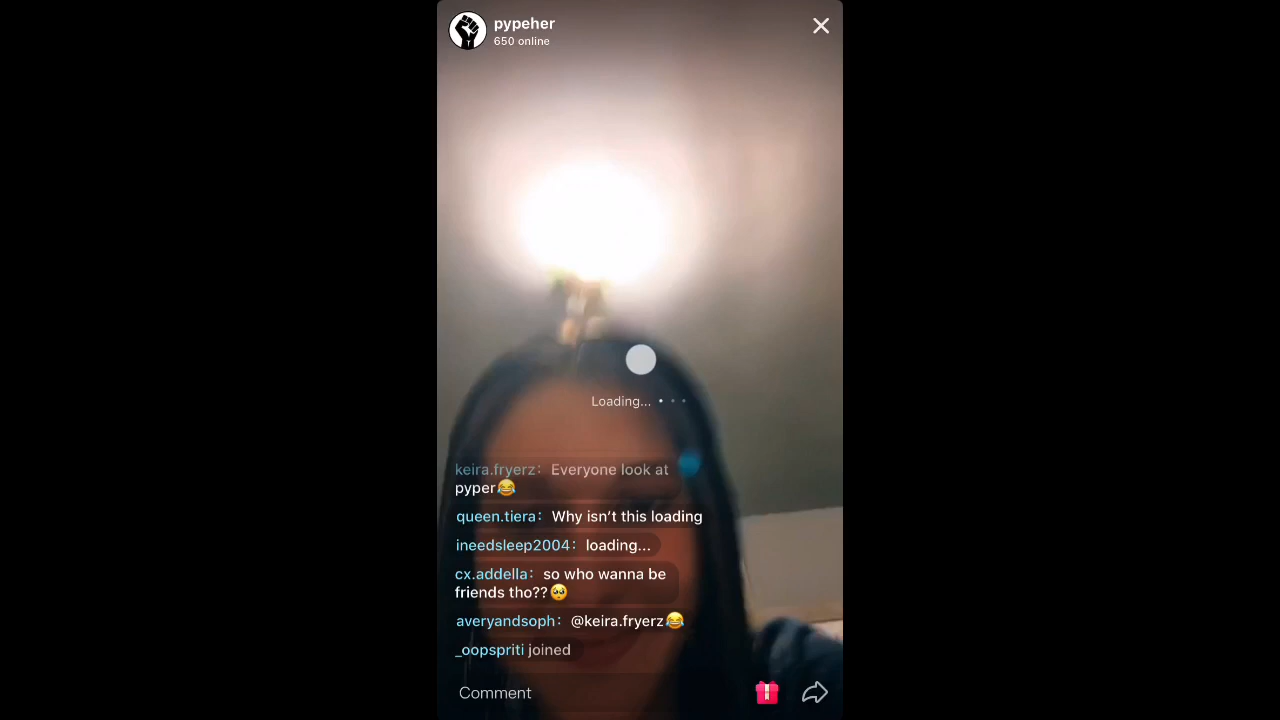 pypeher
650 online
Loading...
keira.fryerz: Everyone look at
pyper😂
queen.tiera: Why isn’t this loading
ineedsleep2004: loading...
cx.addella: so who wanna be
friends tho??🥺
averyandsoph: @keira.fryerz😂
_oopspriti joined
Comment